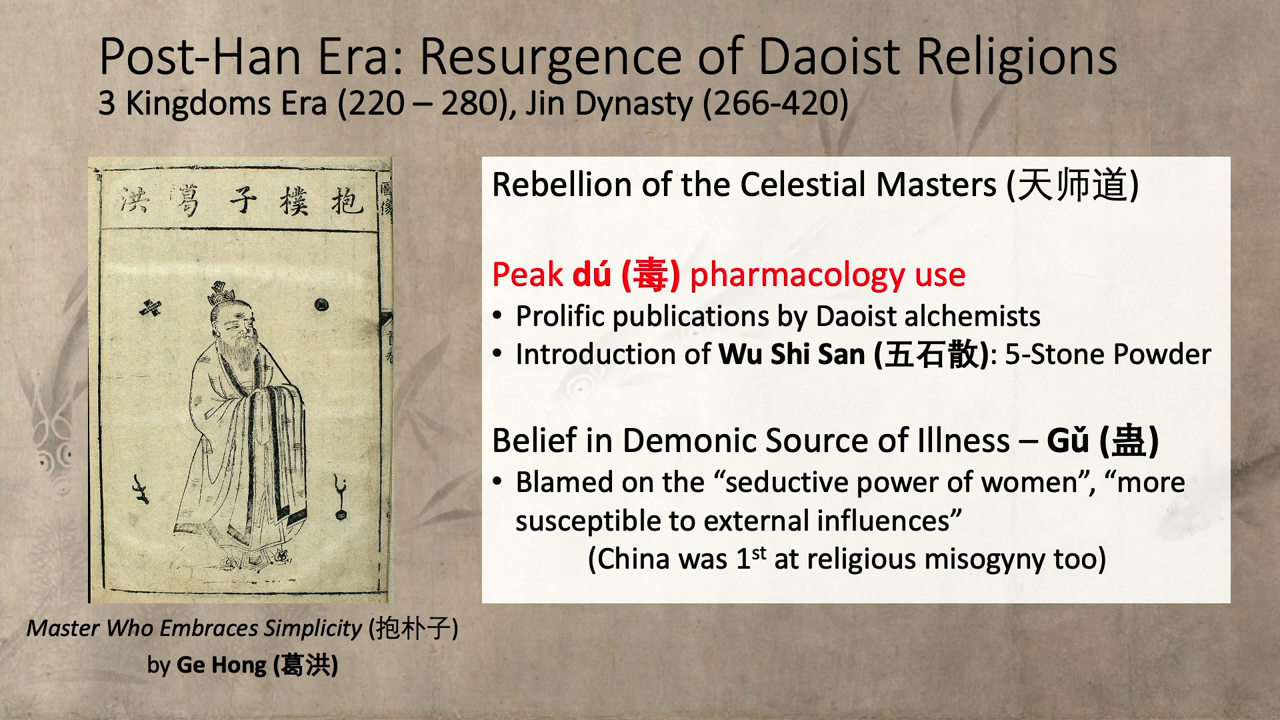 Post-Han Era: Resurgence of Daoist Religions
3 Kingdoms Era (220 – 280), Jin Dynasty (266-420)
洪葛子樸抱
圖像
Rebellion of the Celestial Masters (天师道)
Peak dú (毒) pharmacology use
• Prolific publications by Daoist alchemists
• Introduction of Wu Shi San (五石散): 5-Stone Powder
Belief in Demonic Source of Illness – Gǔ (蛊)
• Blamed on the “seductive power of women”, “more
susceptible to external influences”
(China was 1st at religious misogyny too)
Master Who Embraces Simplicity (抱朴子)
by Ge Hong (葛洪)